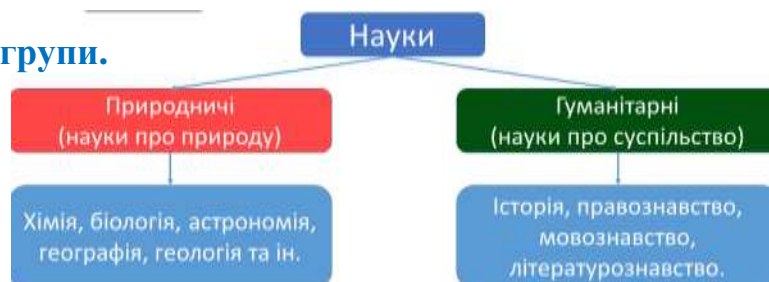 Науки
групи.
Природничі
(науки про природу)
Гуманітарні
(науки про суспільство)
Хімія, біологія, астрономія,
географія, геологія та ін.
Історія, правознавство,
мовознавство,
літературознавство.